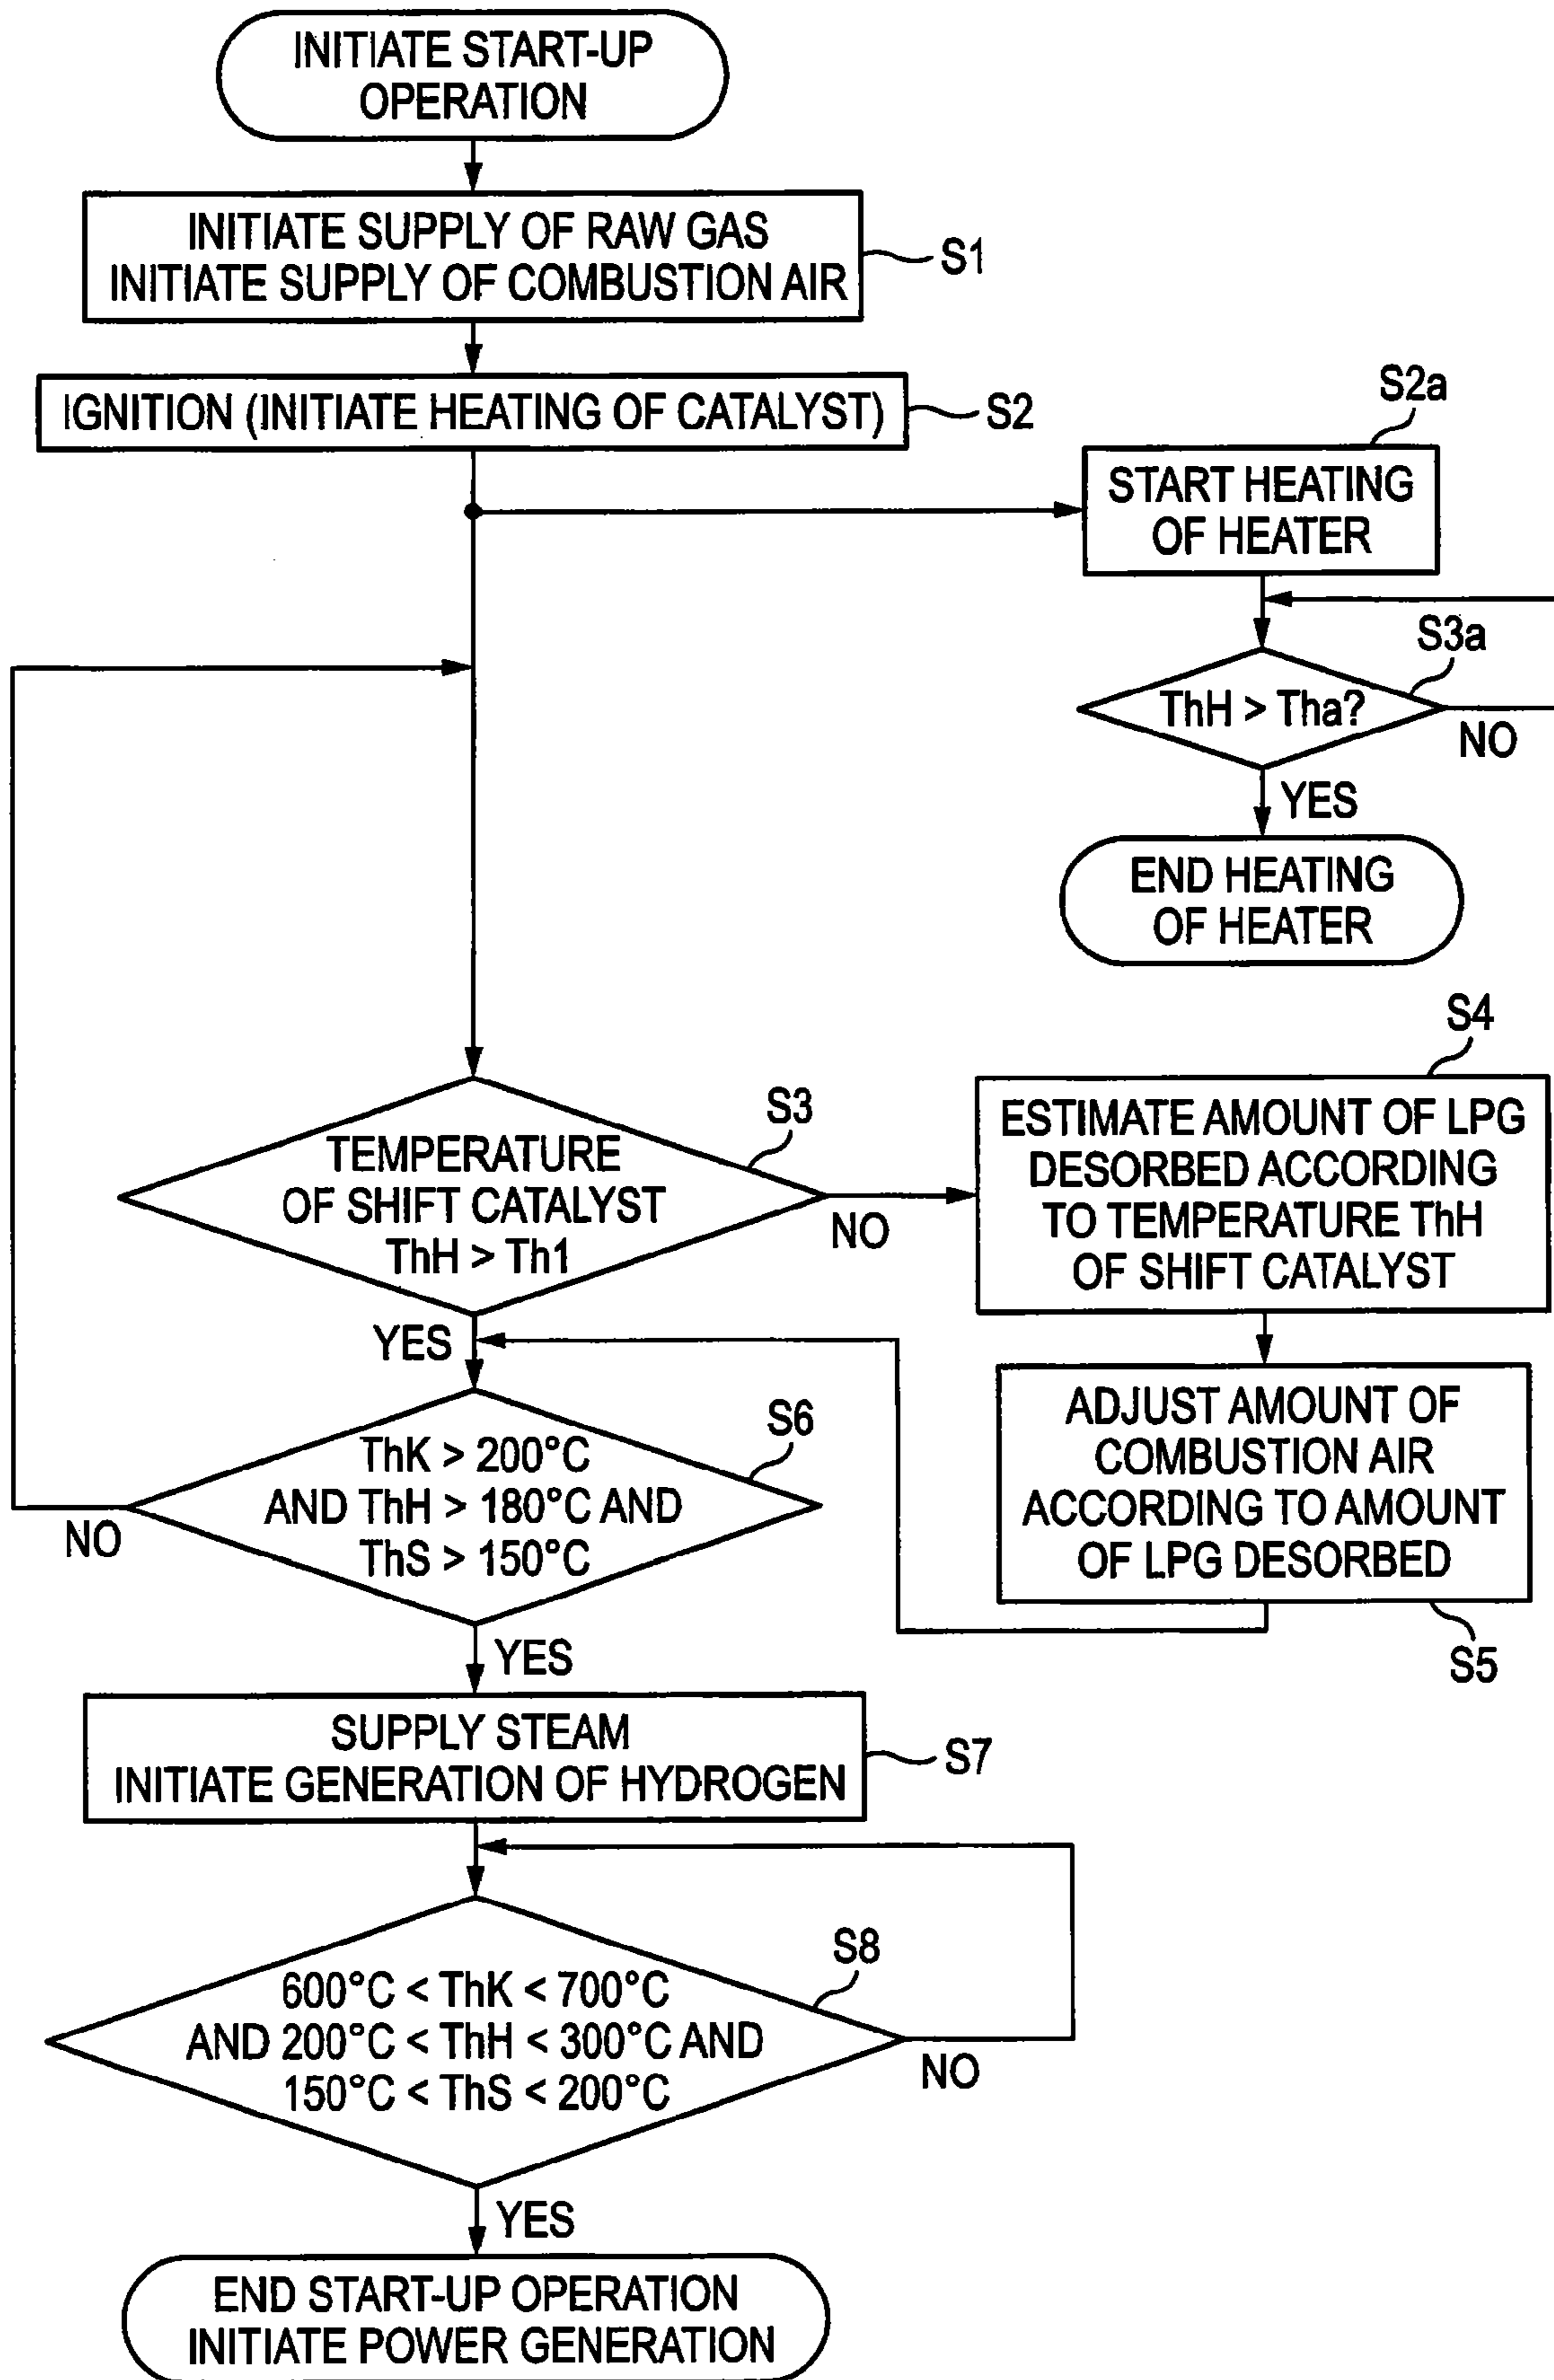 INITIATE START-UP
OPERATION
INITIATE SUPPLY OF RAW GAS
INITIATE SUPPLY OF COMBUSTION AIR
S1
IGNITION (INITIATE HEATING OF CATALYST)
S2
S2a
START HEATING
OF HEATER
S3a
ThH > Tha?
NO
YES
END HEATING
OF HEATER
S3
TEMPERATURE
OF SHIFT CATALYST
ThH > Th1
NO
YES
S4
ESTIMATE AMOUNT OF LPG
DESORBED ACCORDING
TO TEMPERATURE ThH
OF SHIFT CATALYST
ADJUST AMOUNT OF
COMBUSTION AIR
ACCORDING TO AMOUNT
OF LPG DESORBED
S5
S6
ThK > 200°C
AND ThH > 180°C AND
ThS > 150°C
NO
YES
SUPPLY STEAM
INITIATE GENERATION OF HYDROGEN
S7
S8
600°C < ThK < 700°C
AND 200°C < ThH < 300°C AND
150°C < ThS < 200°C
NO
YES
END START-UP OPERATION
INITIATE POWER GENERATION